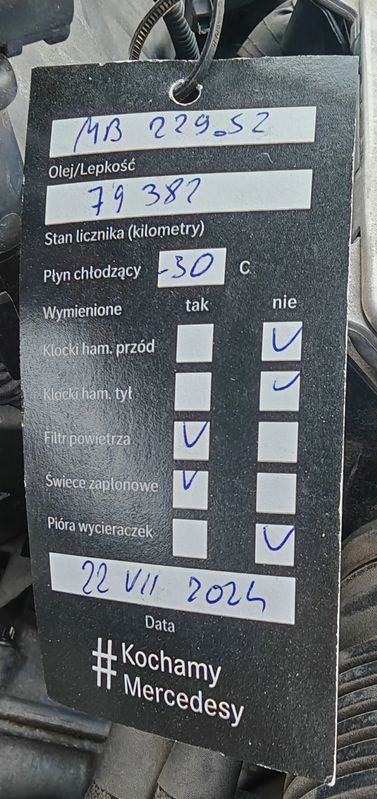 MB 229.52
Olej/Lepkość
79 382
Stan licznika (kilometry)
Płyn chłodzący -30 C
Wymienione tak nie
Klocki ham. przód
Klocki ham. tył
Filtr powietrza
Świece zapłonowe
Pióra wycieraczek
22 VII 2024
Data
#Kochamy
Mercedesy